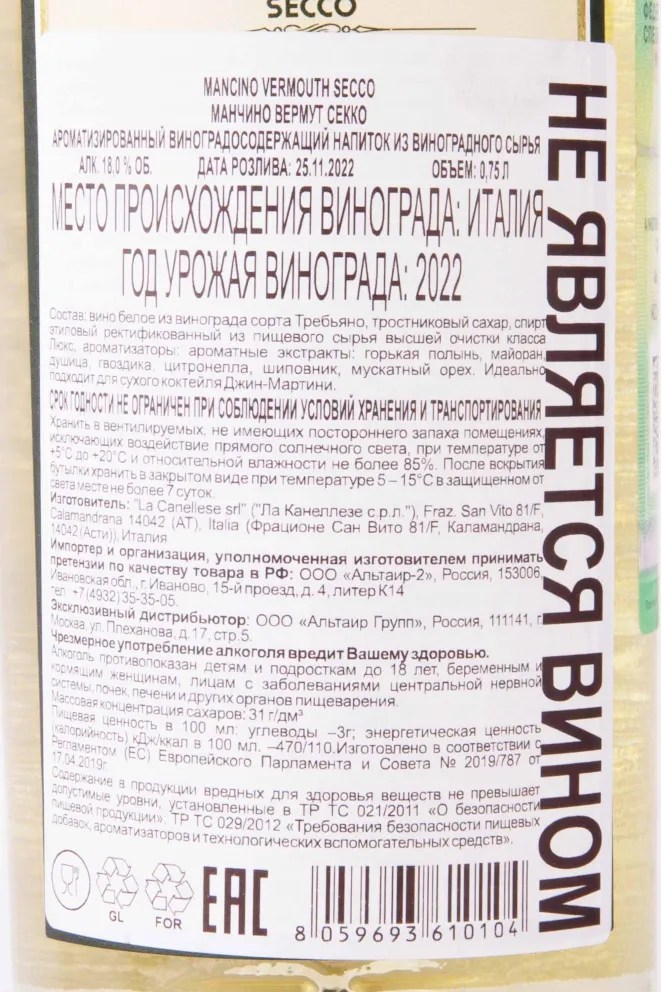 SECCO
MANCINO VERMOUTH SECCO
МАНЧИНО ВЕРМУТ СЕККО
АРОМАТИЗИРОВАННЫЙ ВИНОГРАДОСОДЕРЖАЩИЙ НАПИТОК ИЗ ВИНОГРАДНОГО СЫРЬЯ
АЛК. 18.0 % ОБ. ДАТА РОЗЛИВА: 25.11.2022 ОБЪЕМ: 0,75 Л
МЕСТО ПРОИСХОЖДЕНИЯ ВИНОГРАДА: ИТАЛИЯ
ГОД УРОЖАЯ ВИНОГРАДА: 2022
Состав: вино белое из винограда сорта Требьяно, тростниковый сахар, спирт
этиловый ректификованный из пищевого сырья высшей очистки класса
Люкс, ароматизаторы: ароматные экстракты: горькая полынь, майоран,
душица, гвоздика, цитронелла, шиповник, мускатный орех. Идеально
подходит для сухого коктейля Джин-Мартини.
СРОК ГОДНОСТИ НЕ ОГРАНИЧЕН ПРИ СОБЛЮДЕНИИ УСЛОВИЙ ХРАНЕНИЯ И ТРАНСПОРТИРОВАНИЯ
Хранить в вентилируемых, не имеющих постороннего запаха помещениях,
исключающих воздействие прямого солнечного света, при температуре от
+5°С до +20°С и относительной влажности не более 85%. После вскрытия
бутылки хранить в закрытом виде при температуре 5 – 15°С в защищенном от
света месте не более 7 суток.
Изготовитель: "La Canellese srl" ("Ла Канеллезе с.р.л."), Fraz. San Vito 81/F,
Calamandrana 14042 (AT), Italia (Фрационе Сан Вито 81/F, Каламандрана,
14042 (Асти)), Италия
Импортер и организация, уполномоченная изготовителем принимать
претензии по качеству товара в РФ: ООО «Альтаир-2», Россия, 153006,
Ивановская обл., г. Иваново, 15-й проезд, д. 4, литер К14
тел. +7(4932)35-35-05.
Эксклюзивный дистрибьютор: ООО «Альтаир Групп», Россия, 111141, г.
Москва, ул. Плеханова, д. 17, стр.5.
Чрезмерное употребление алкоголя вредит Вашему здоровью.
Алкоголь противопоказан детям и подросткам до 18 лет, беременным и
кормящим женщинам, лицам с заболеваниями центральной нервной
системы, почек, печени и других органов пищеварения.
Массовая концентрация сахаров: 31 г/дм³
Пищевая ценность в 100 мл: углеводы –3г; энергетическая ценность
(калорийность) кДж/ккал в 100 мл. –470/110.Изготовлено в соответствии с
Регламентом (ЕС) Европейского Парламента и Совета № 2019/787 от
17.04.2019г.
Содержание в продукции вредных для здоровья веществ не превышает
допустимые уровни, установленные в ТР ТС 021/2011 «О безопасности
пищевой продукции». ТР ТС 029/2012 «Требования безопасности пищевых
добавок, ароматизаторов и технологических вспомогательных средств».
GL FOR
EAC
8 059693 610104
НЕ ЯВЛЯЕТСЯ ВИНОМ